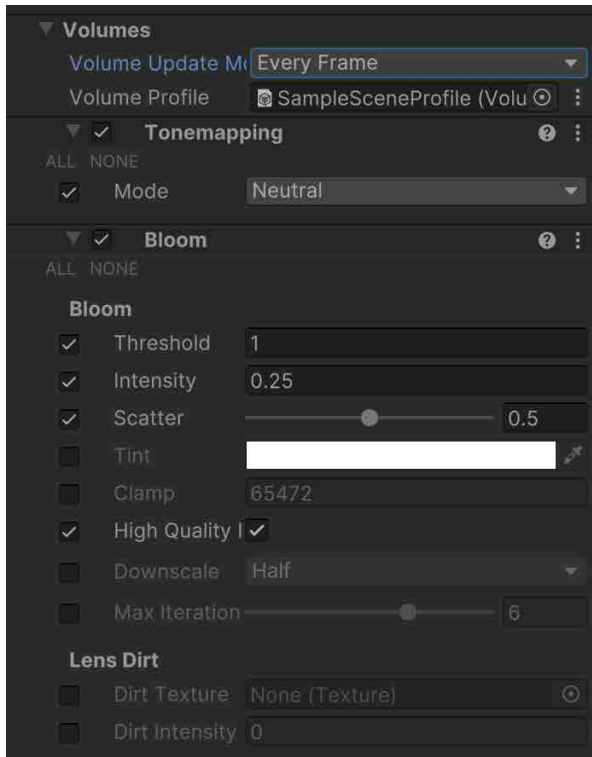 Volumes
Volume Update M Every Frame
Volume Profile SampleSceneProfile (Volu
Tonemapping
ALL NONE
Mode Neutral
Bloom
ALL NONE
Bloom
Threshold 1
Intensity 0.25
Scatter 0.5
Tint
Clamp 65472
High Quality
Downscale Half
Max Iteration 6
Lens Dirt
Dirt Texture None (Texture)
Dirt Intensity 0